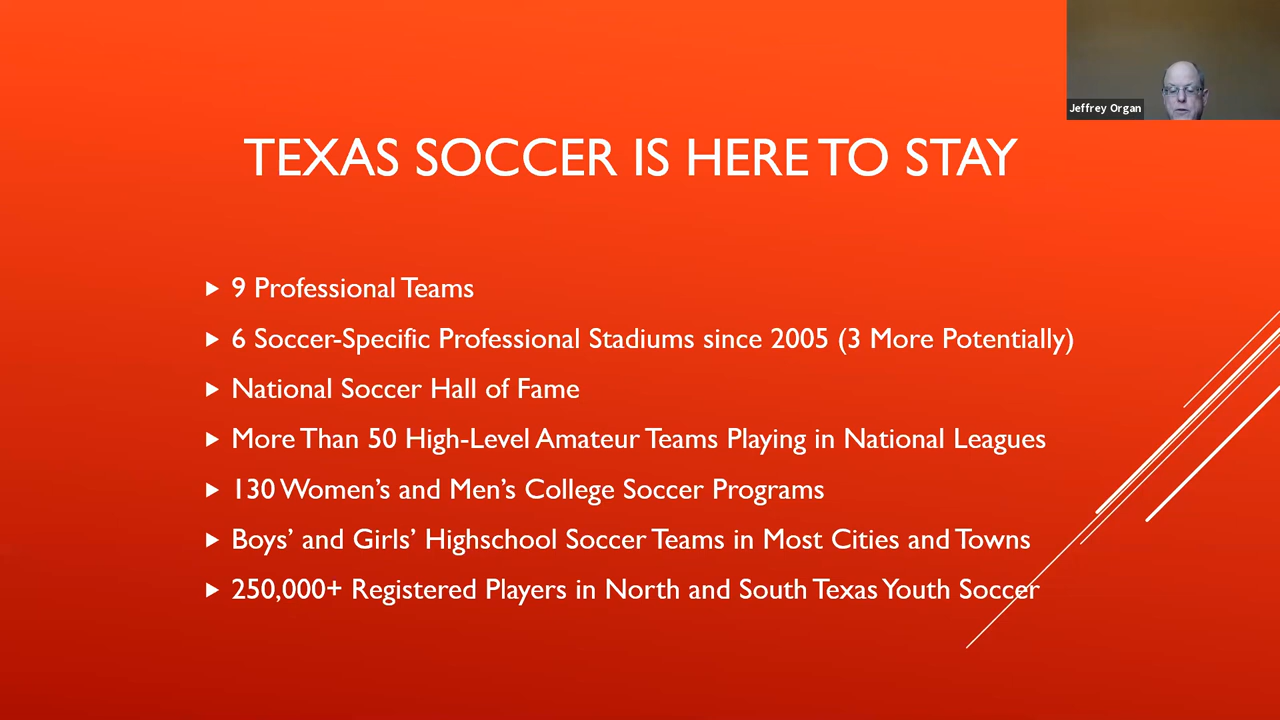 Jeffrey Organ
TEXAS SOCCER IS HERE TO STAY
9 Professional Teams
6 Soccer-Specific Professional Stadiums since 2005 (3 More Potentially)
National Soccer Hall of Fame
More Than 50 High-Level Amateur Teams Playing in National Leagues
130 Women’s and Men’s College Soccer Programs
Boys’ and Girls’ Highschool Soccer Teams in Most Cities and Towns
250,000+ Registered Players in North and South Texas Youth Soccer